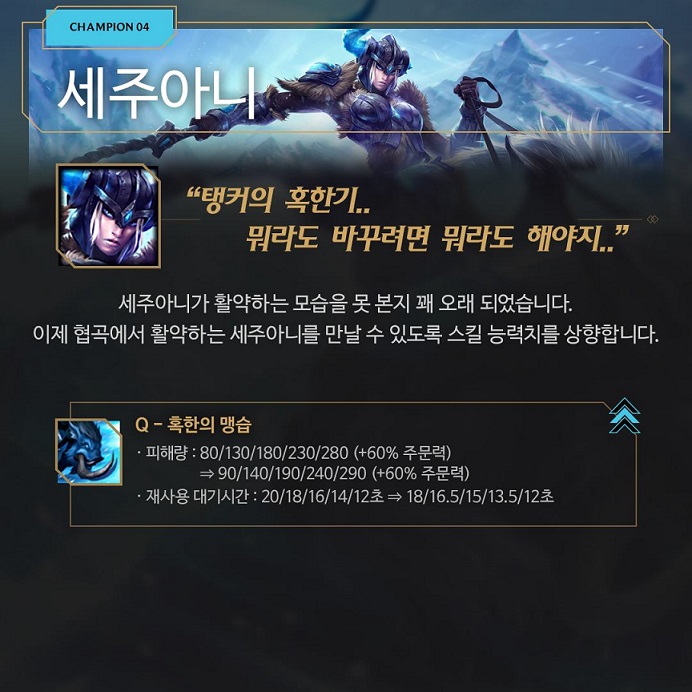 CHAMPION 04
세주아니
“탱커의 혹한기..
뭐라도 바꾸려면 뭐라도 해야지..”
세주아니가 활약하는 모습을 못 본지 꽤 오래 되었습니다.
이제 협곡에서 활약하는 세주아니를 만날 수 있도록 스킬 능력치를 상향합니다.
Q - 혹한의 맹습
· 피해량 : 80/130/180/230/280 (+60% 주문력)
⇒ 90/140/190/240/290 (+60% 주문력)
· 재사용 대기시간 : 20/18/16/14/12초 ⇒ 18/16.5/15/13.5/12초